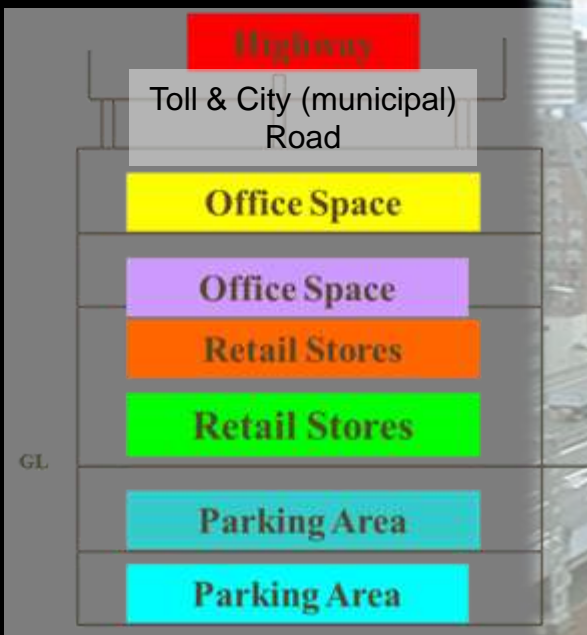 Highway
Toll & City (municipal)
Road
Office Space
Office Space
Retail Stores
Retail Stores
GL
Parking Area
Parking Area